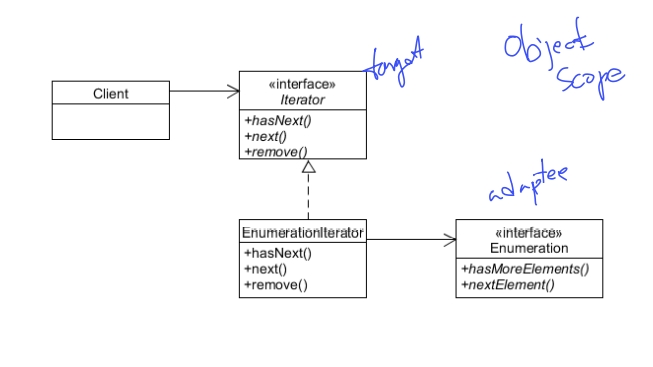 target
Object
scope
Client
«interface»
Iterator
+hasNext()
+next()
+remove()
adaptee
EnumerationIterator
+hasNext()
+next()
+remove()
«interface»
Enumeration
+hasMoreElements()
+nextElement()